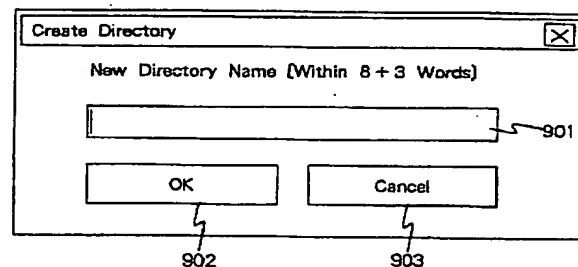 Create Directory
New Directory Name (Within 8 + 3 Words)
901
OK Cancel
902 903